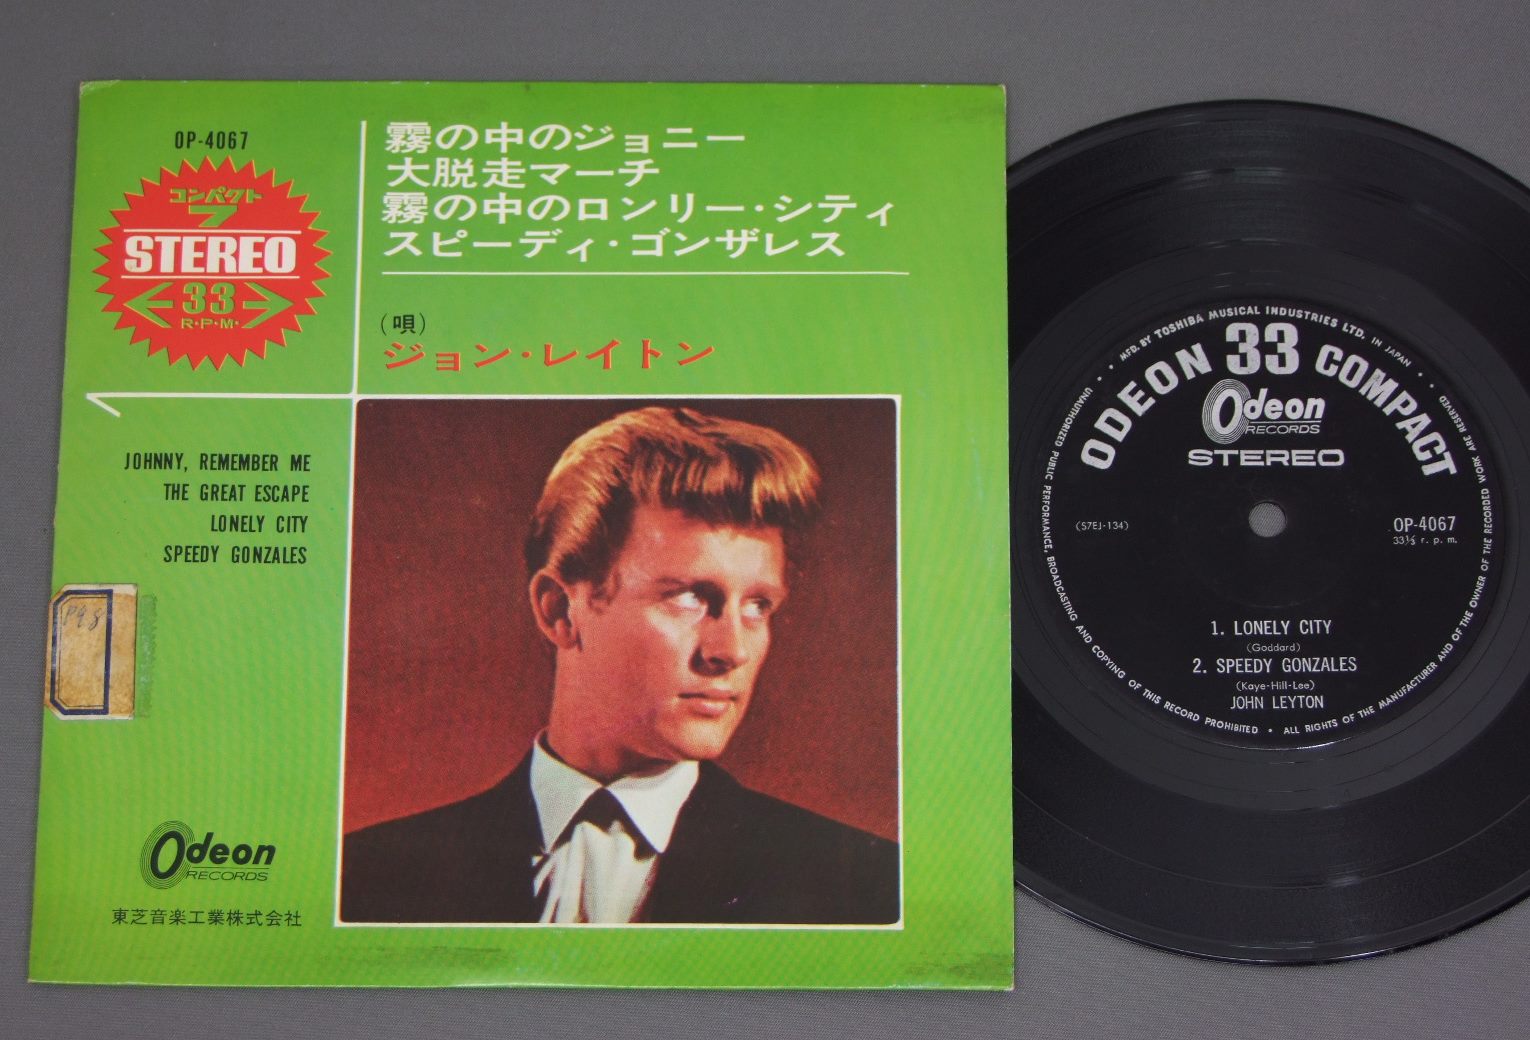 OP-4067
コンパクト
7
STEREO
33
R・P・M・
霧の中のジョニー
大脱走マーチ
霧の中のロンリー・シティ
スピーディ・ゴンザレス
(唄)
ジョン・レイトン
JOHNNY, REMEMBER ME
THE GREAT ESCAPE
LONELY CITY
SPEEDY GONZALES
Odeon
RECORDS
東芝音楽工業株式会社
MFD. BY TOSHIBA MUSICAL INDUSTRIES LTD. IN JAPAN
ODEON 33 COMPACT
Odeon
RECORDS
STEREO
(S7EJ-134)
OP-4067
33⅓ r. p. m.
1. LONELY CITY
(Goddard)
2. SPEEDY GONZALES
(Kaye-Hill-Lee)
JOHN LEYTON
UNAUTHORIZED PUBLIC PERFORMANCE, BROADCASTING AND COPYING OF THIS RECORD PROHIBITED • ALL RIGHTS OF THE MANUFACTURER AND OF THE OWNER OF THE RECORDED WORK ARE RESERVED